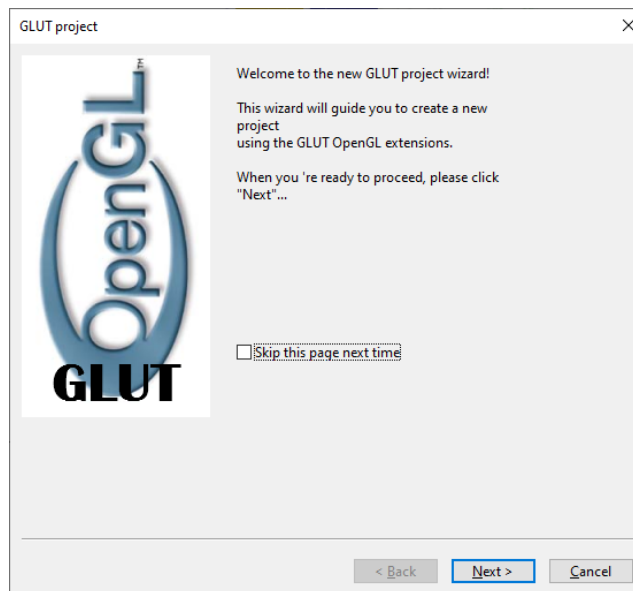 GLUT project
OpenGL
TM
GLUT
Welcome to the new GLUT project wizard!
This wizard will guide you to create a new
project
using the GLUT OpenGL extensions.
When you 're ready to proceed, please click
"Next"...
Skip this page next time
< Back
Next >
Cancel